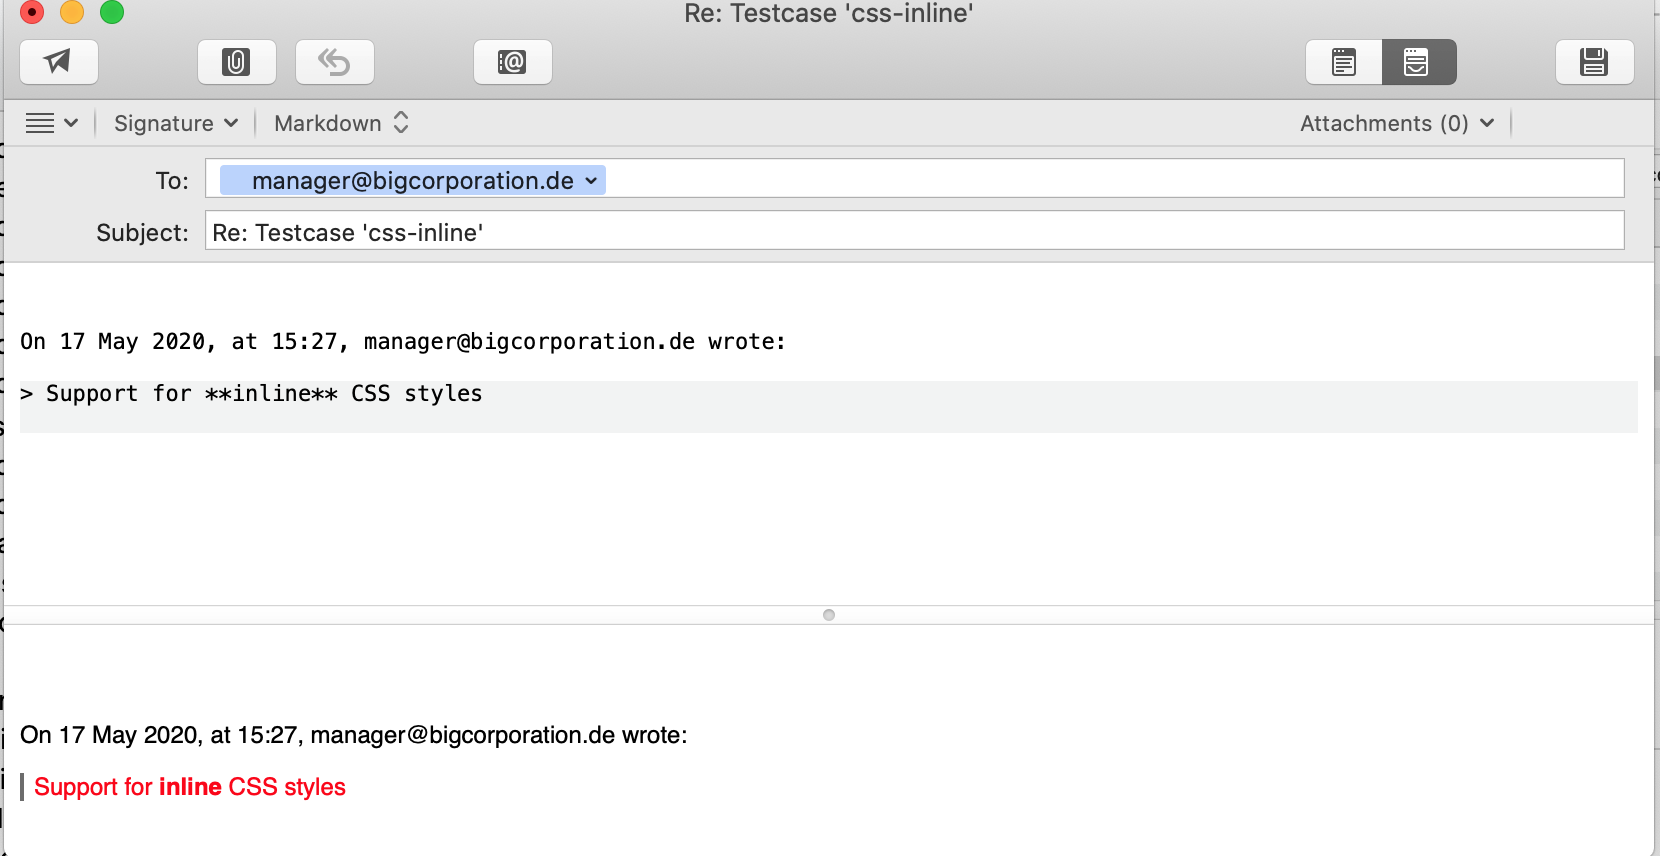 Re: Testcase 'css-inline'
Signature
Markdown
Attachments (0)
To: manager@bigcorporation.de
Subject: Re: Testcase 'css-inline'
On 17 May 2020, at 15:27, manager@bigcorporation.de wrote:
> Support for **inline** CSS styles
On 17 May 2020, at 15:27, manager@bigcorporation.de wrote:
Support for inline CSS styles